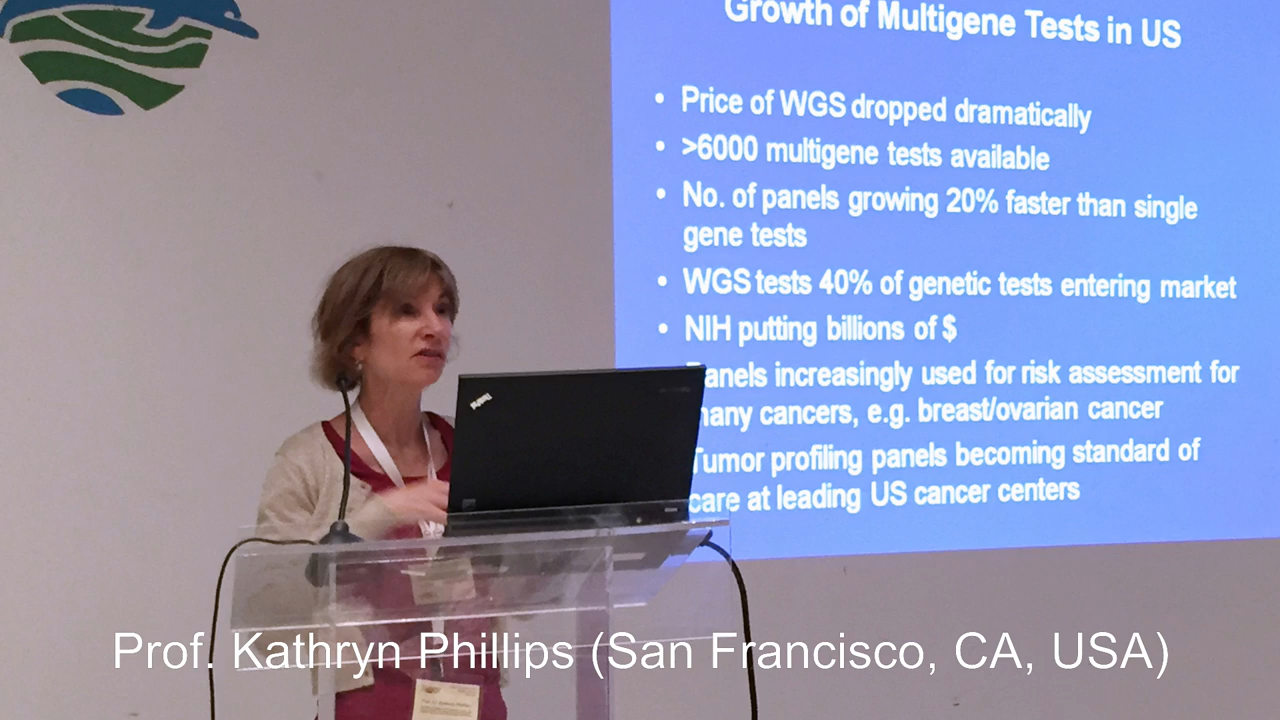 Growth of Multigene Tests in US
• Price of WGS dropped dramatically
• >6000 multigene tests available
• No. of panels growing 20% faster than single
gene tests
• WGS tests 40% of genetic tests entering market
• NIH putting billions of $
Panels increasingly used for risk assessment for
many cancers, e.g. breast/ovarian cancer
Tumor profiling panels becoming standard of
care at leading US cancer centers
Prof. Kathryn Phillips (San Francisco, CA, USA)